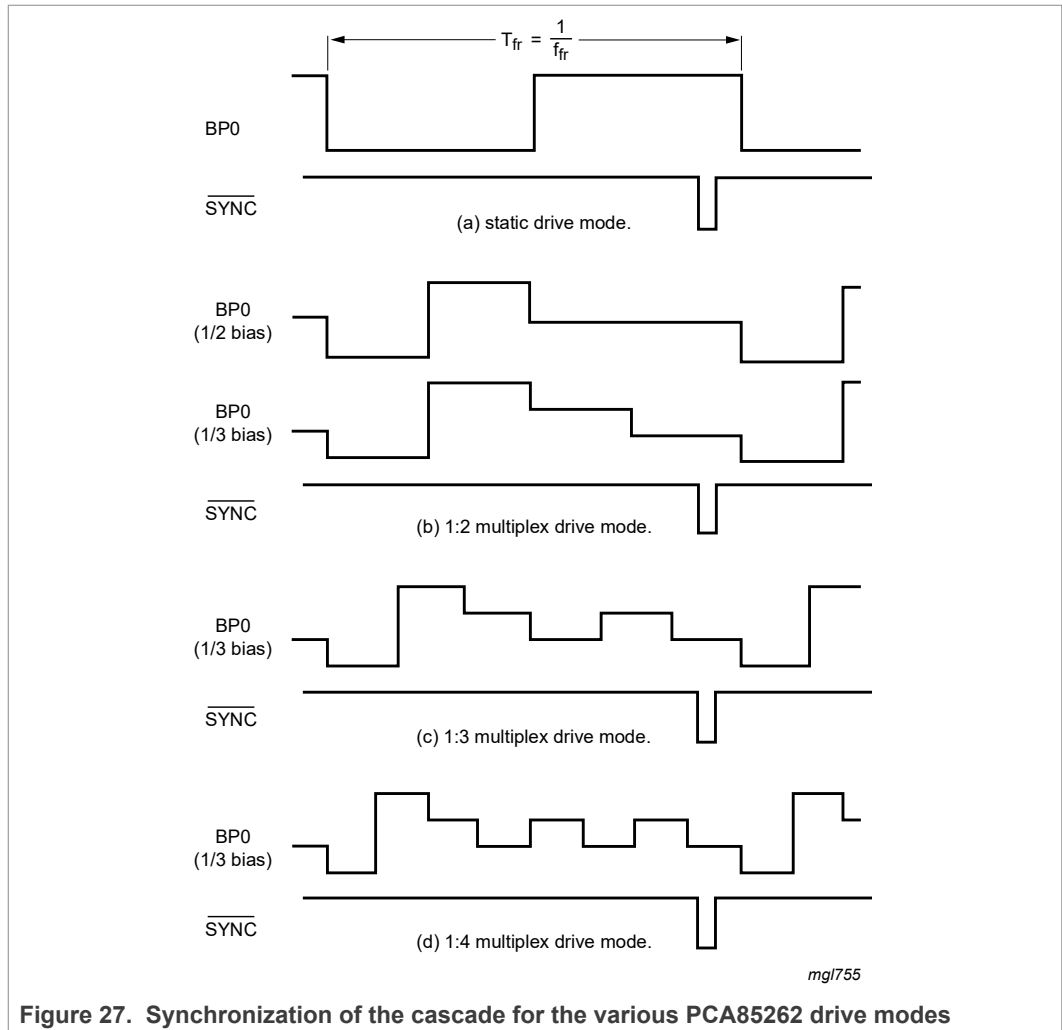 Tfr = 1/ffr
BP0
SYNC
(a) static drive mode.
BP0
(1/2 bias)
BP0
(1/3 bias)
SYNC
(b) 1:2 multiplex drive mode.
BP0
(1/3 bias)
SYNC
(c) 1:3 multiplex drive mode.
BP0
(1/3 bias)
SYNC
(d) 1:4 multiplex drive mode.
mgl755
Figure 27. Synchronization of the cascade for the various PCA85262 drive modes